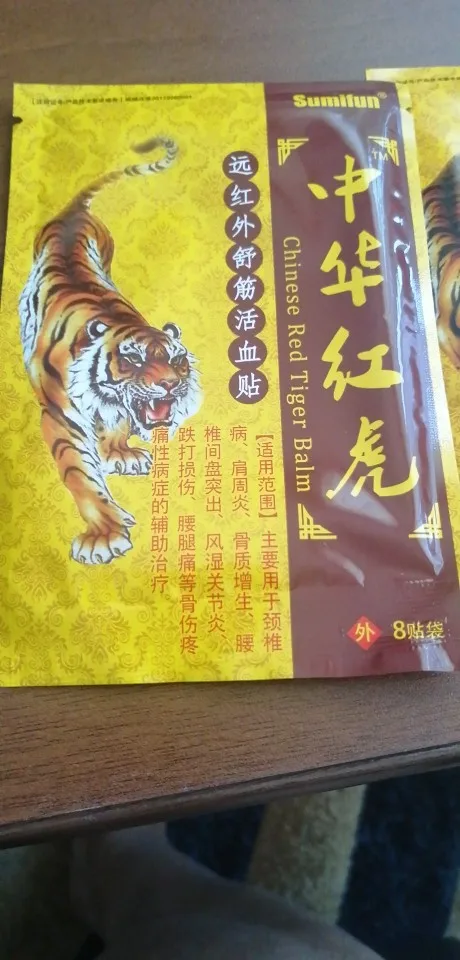 Sumifun®
中华红虎
TM
Chinese Red Tiger Balm
远红外舒筋活血贴
【适用范围】主要用于颈椎
病、肩周炎、骨质增生、腰
椎间盘突出、风湿关节炎、
跌打损伤、腰腿痛等骨伤疼
痛性病症的辅助治疗。
外
8贴袋